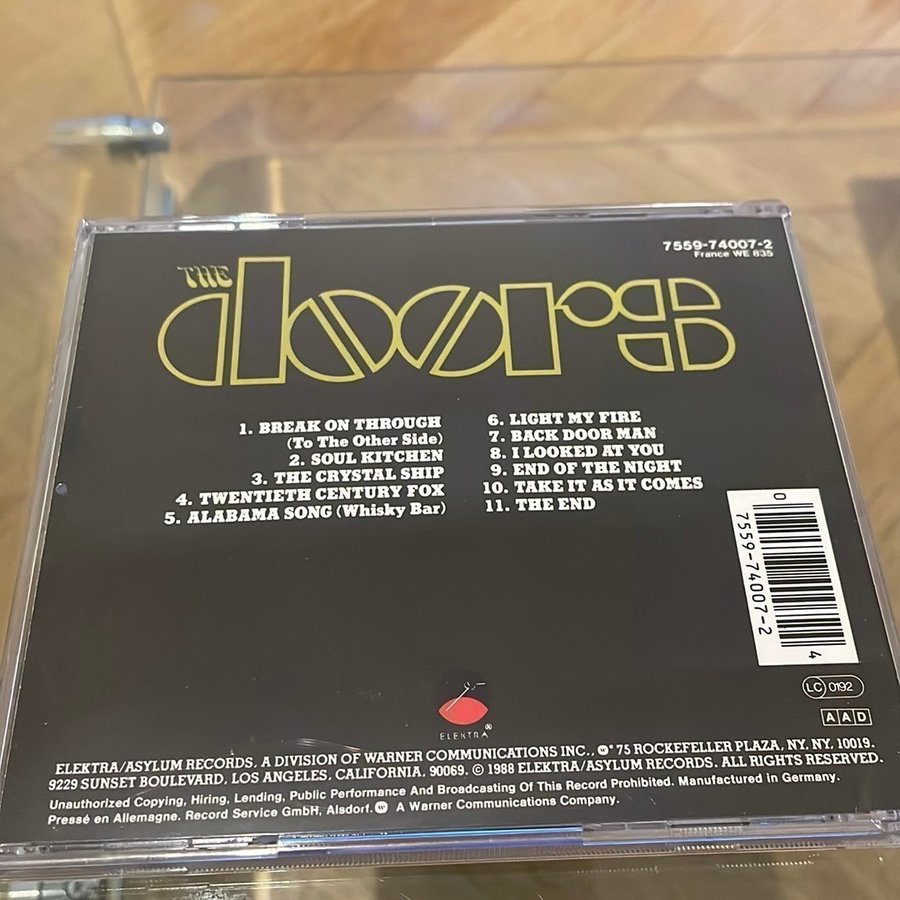 7559-74007-2
France WE 835
THE doors
1. BREAK ON THROUGH
(To The Other Side)
2. SOUL KITCHEN
3. THE CRYSTAL SHIP
4. TWENTIETH CENTURY FOX
5. ALABAMA SONG (Whisky Bar)
6. LIGHT MY FIRE
7. BACK DOOR MAN
8. I LOOKED AT YOU
9. END OF THE NIGHT
10. TAKE IT AS IT COMES
11. THE END
0 7559-74007-2 4
LC 0192
AAD
ELEKTRA®
ELEKTRA/ASYLUM RECORDS, A DIVISION OF WARNER COMMUNICATIONS INC., ® 75 ROCKEFELLER PLAZA, NY, NY, 10019.
9229 SUNSET BOULEVARD, LOS ANGELES, CALIFORNIA, 90069. © 1988 ELEKTRA/ASYLUM RECORDS. ALL RIGHTS RESERVED.
Unauthorized Copying, Hiring, Lending, Public Performance And Broadcasting Of This Record Prohibited. Manufactured in Germany.
Pressé en Allemagne. Record Service GmbH, Alsdorf. A Warner Communications Company.